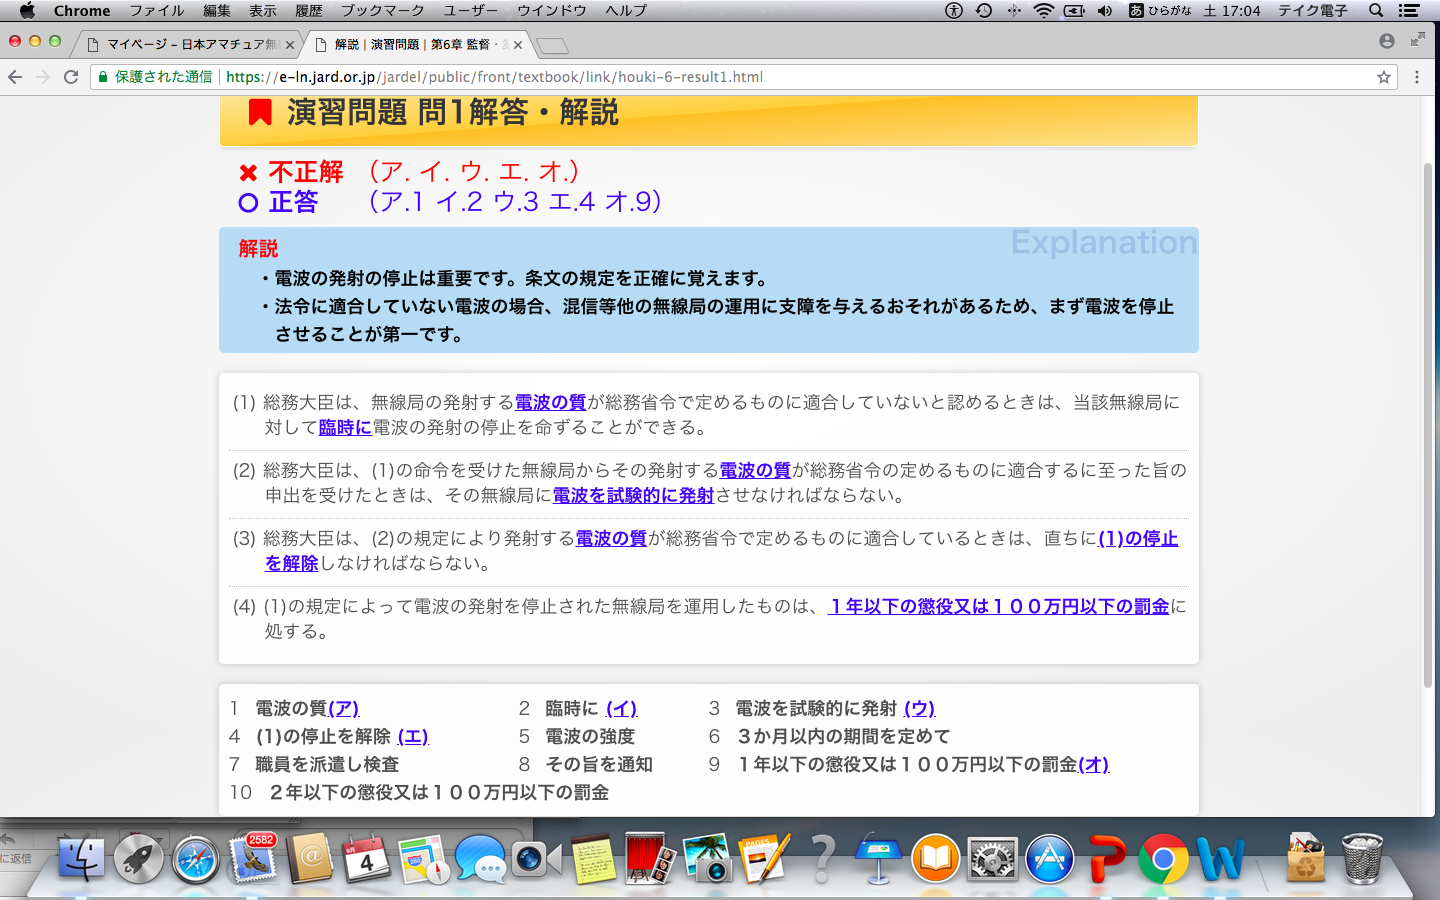 Chrome ファイル 編集 表示 履歴 ブックマーク ユーザー ウインドウ ヘルプ あ ひらがな 土 17:04 テイク電子
マイページ - 日本アマチュア無 解説 | 演習問題 | 第6章 監督・
保護された通信 https://e-ln.jard.or.jp/jardel/public/front/textbook/link/houki-6-result1.html
演習問題 問1解答・解説
不正解 （ア. イ. ウ. エ. オ.）
正答 （ア.1 イ.2 ウ.3 エ.4 オ.9）
Explanation
解説
・電波の発射の停止は重要です。条文の規定を正確に覚えます。
・法令に適合していない電波の場合、混信等他の無線局の運用に支障を与えるおそれがあるため、まず電波を停止
させることが第一です。
(1) 総務大臣は、無線局の発射する電波の質が総務省令で定めるものに適合していないと認めるときは、当該無線局に
対して臨時に電波の発射の停止を命ずることができる。
(2) 総務大臣は、(1)の命令を受けた無線局からその発射する電波の質が総務省令の定めるものに適合するに至った旨の
申出を受けたときは、その無線局に電波を試験的に発射させなければならない。
(3) 総務大臣は、(2)の規定により発射する電波の質が総務省令で定めるものに適合しているときは、直ちに(1)の停止
を解除しなければならない。
(4) (1)の規定によって電波の発射を停止された無線局を運用したものは、１年以下の懲役又は１００万円以下の罰金に
処する。
1 電波の質(ア) 2 臨時に (イ) 3 電波を試験的に発射 (ウ)
4 (1)の停止を解除 (エ) 5 電波の強度 6 ３か月以内の期間を定めて
7 職員を派遣し検査 8 その旨を通知 9 １年以下の懲役又は１００万円以下の罰金(オ)
10 ２年以下の懲役又は１００万円以下の罰金
に返信
2582
9月
4
280
PAGES